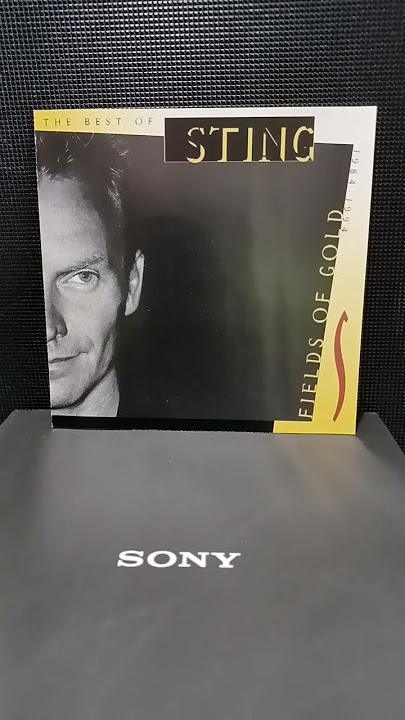 THE BEST OF
STING
1984-1994
FIELDS OF GOLD
SONY